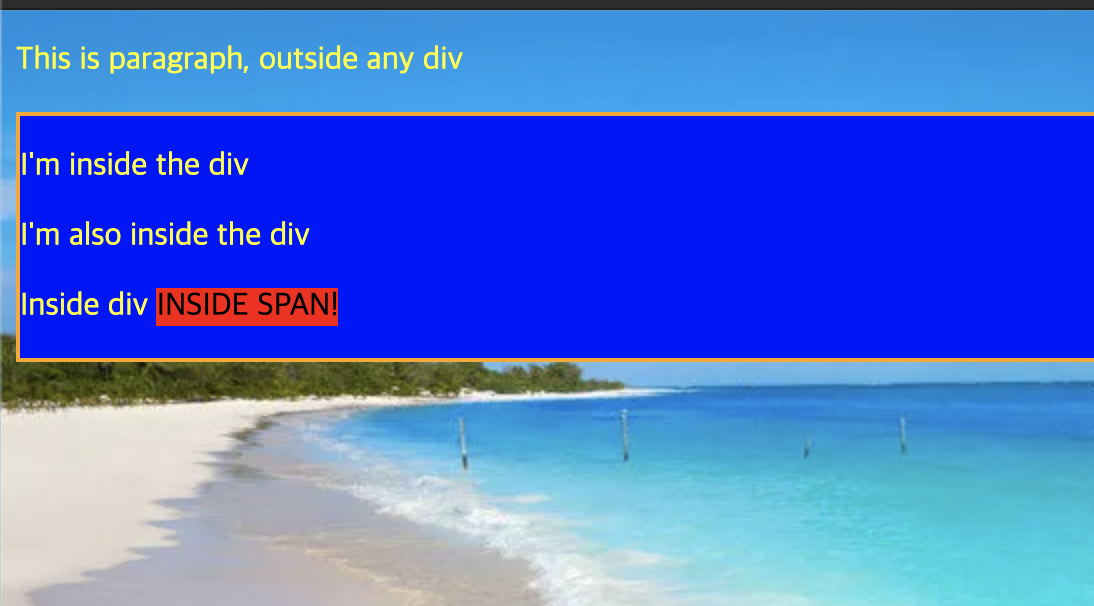 This is paragraph, outside any div
I'm inside the div
I'm also inside the div
Inside div INSIDE SPAN!